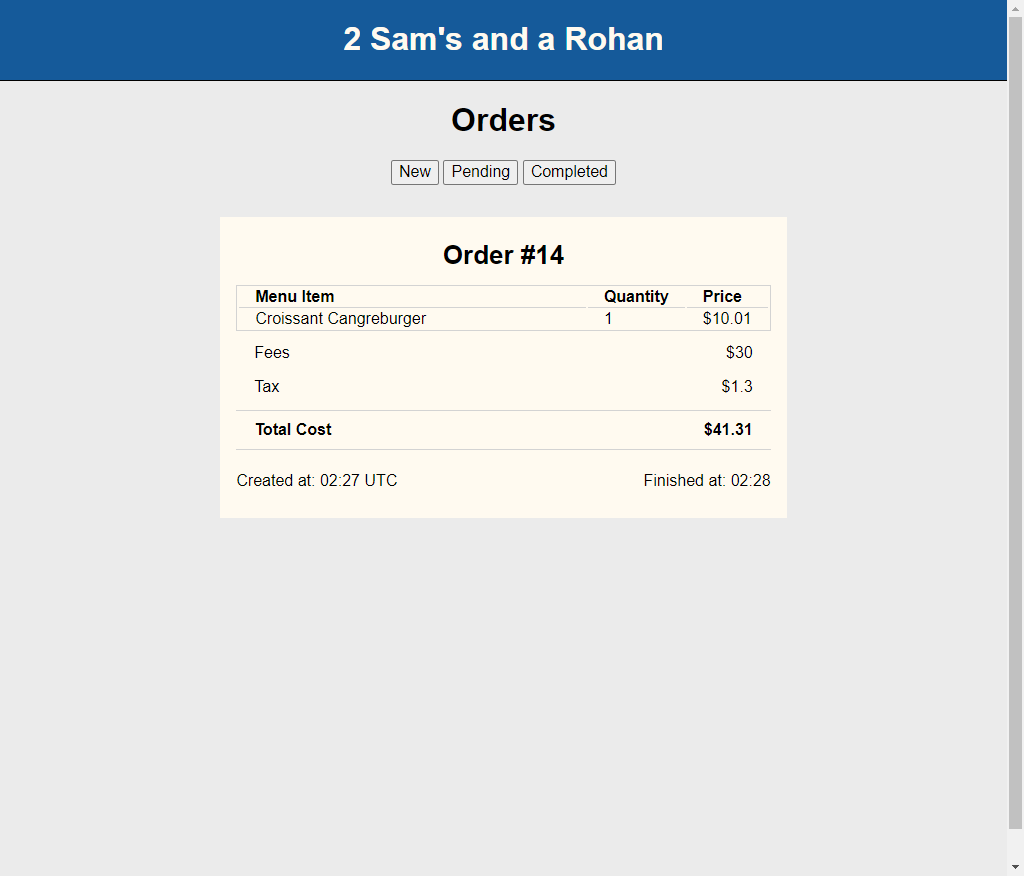 2 Sam's and a Rohan
Orders
New Pending Completed
Order #14
Menu Item Quantity Price
Croissant Cangreburger 1 $10.01
Fees $30
Tax $1.3
Total Cost $41.31
Created at: 02:27 UTC Finished at: 02:28